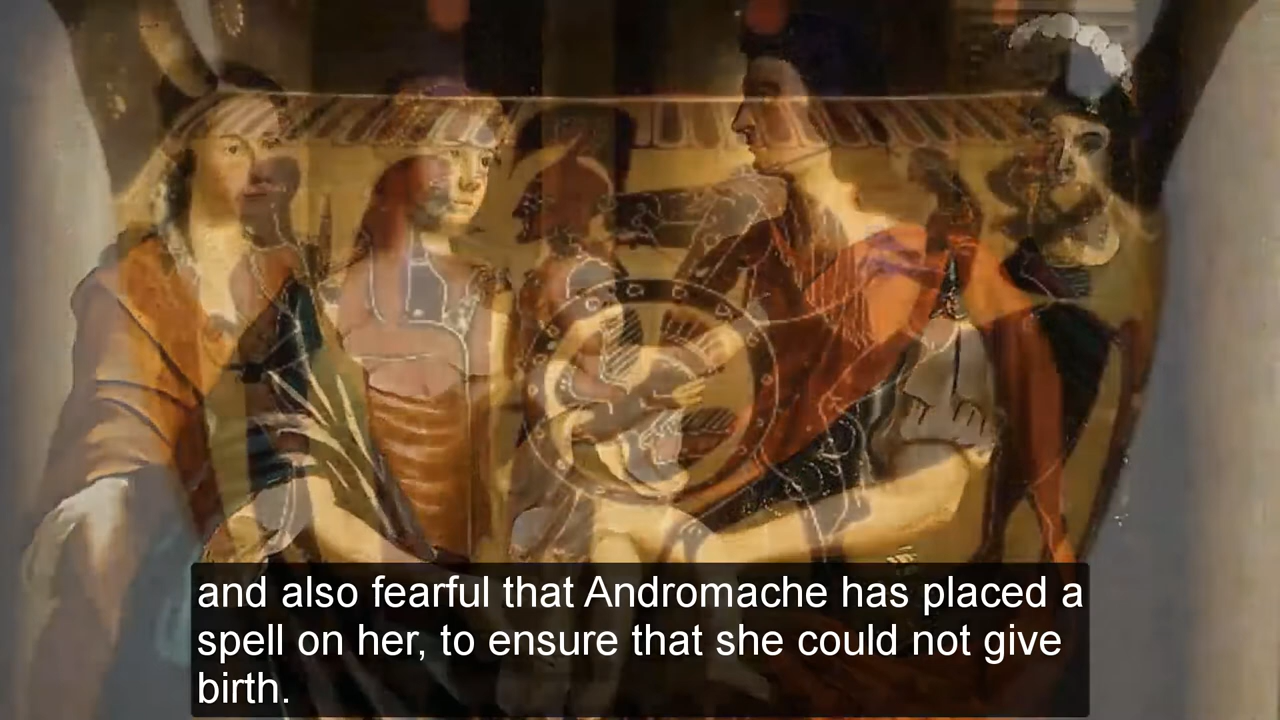 and also fearful that Andromache has placed a
spell on her, to ensure that she could not give
birth.